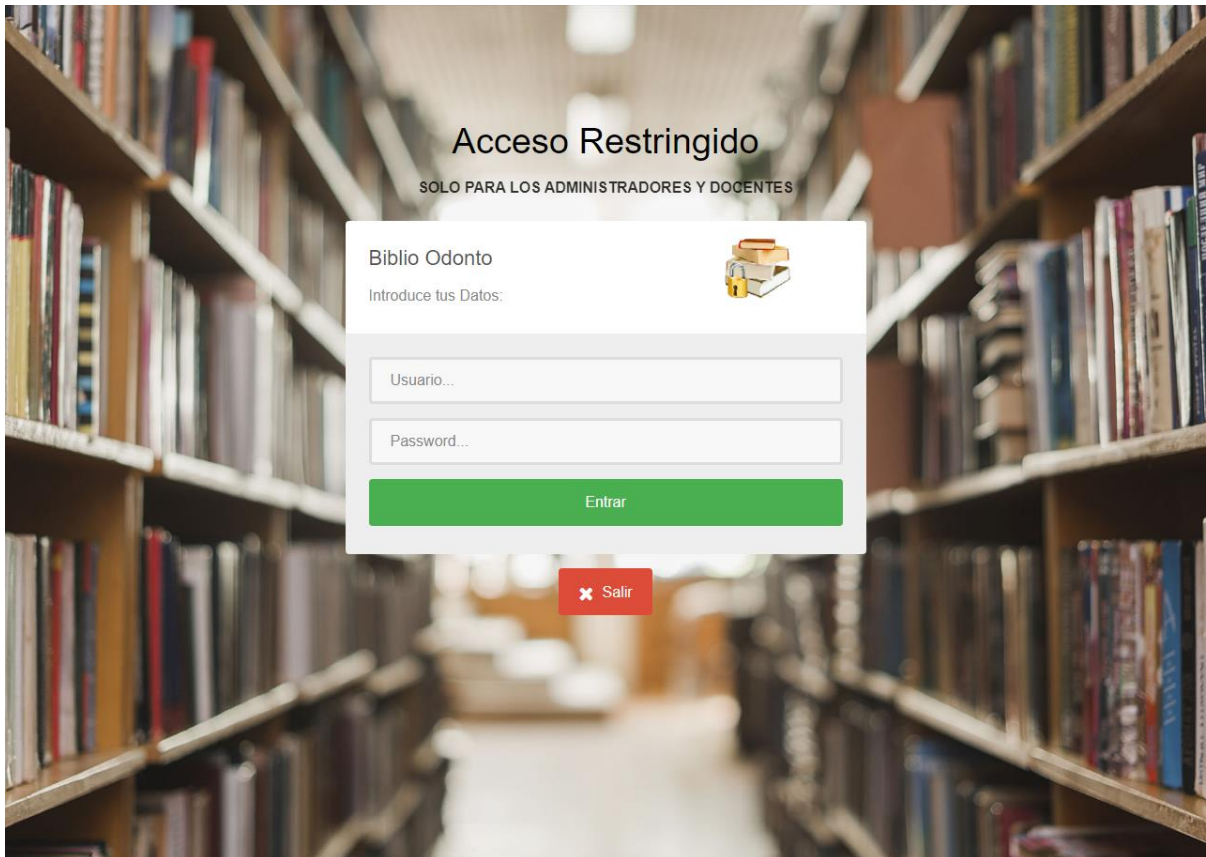 Acceso Restringido
SOLO PARA LOS ADMINISTRADORES Y DOCENTES
Biblio Odonto
Introduce tus Datos:
Usuario...
Password...
Entrar
✖ Salir